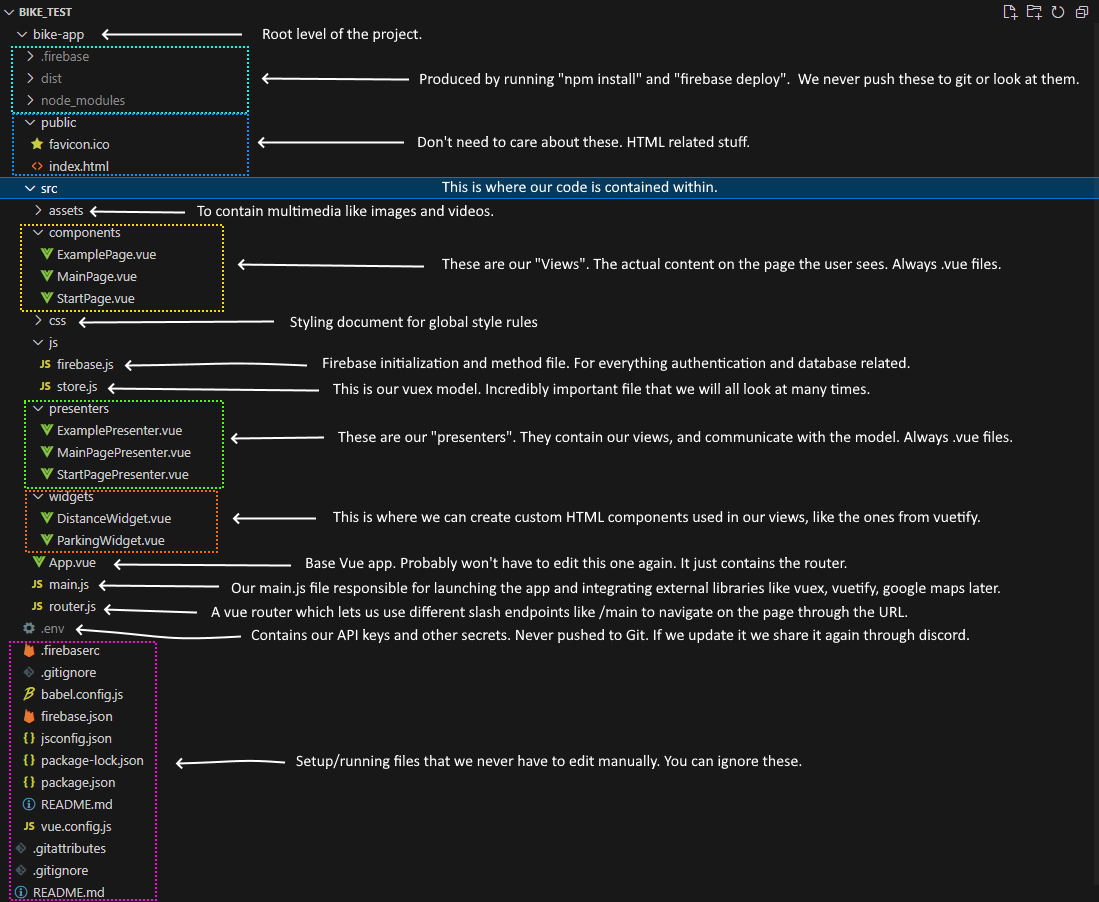 BIKE_TEST
bike-app
Root level of the project.
.firebase
dist
Produced by running "npm install" and "firebase deploy".  We never push these to git or look at them.
node_modules
public
favicon.ico
Don't need to care about these. HTML related stuff.
index.html
src
This is where our code is contained within.
assets
To contain multimedia like images and videos.
components
ExamplePage.vue
These are our "Views". The actual content on the page the user sees. Always .vue files.
MainPage.vue
StartPage.vue
css
Styling document for global style rules
js
JS firebase.js
Firebase initialization and method file. For everything authentication and database related.
JS store.js
This is our vuex model. Incredibly important file that we will all look at many times.
presenters
ExamplePresenter.vue
These are our "presenters". They contain our views, and communicate with the model. Always .vue files.
MainPagePresenter.vue
StartPagePresenter.vue
widgets
DistanceWidget.vue
This is where we can create custom HTML components used in our views, like the ones from vuetify.
ParkingWidget.vue
App.vue
Base Vue app. Probably won't have to edit this one again. It just contains the router.
JS main.js
Our main.js file responsible for launching the app and integrating external libraries like vuex, vuetify, google maps later.
JS router.js
A vue router which lets us use different slash endpoints like /main to navigate on the page through the URL.
.env
Contains our API keys and other secrets. Never pushed to Git. If we update it we share it again through discord.
.firebaserc
.gitignore
babel.config.js
firebase.json
jsconfig.json
package-lock.json
Setup/running files that we never have to edit manually. You can ignore these.
package.json
README.md
JS vue.config.js
.gitattributes
.gitignore
README.md